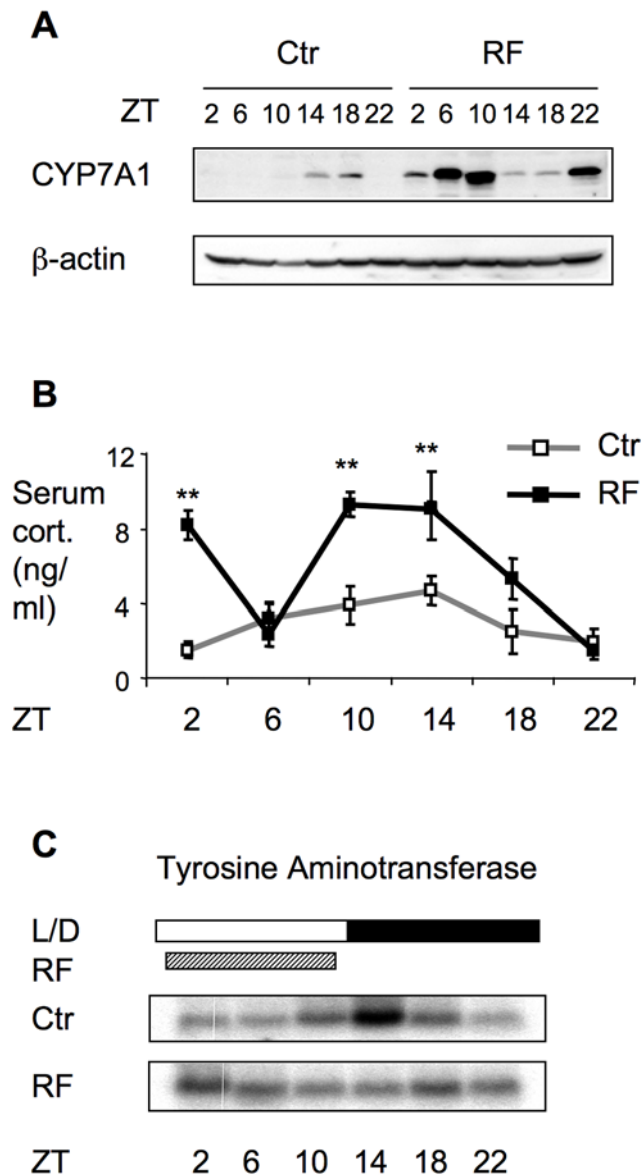 A
Ctr RF
ZT 2 6 10 14 18 22 2 6 10 14 18 22
CYP7A1
β-actin
B
12
8
4
0
Serum
cort.
(ng/
ml)
** ** **
Ctr
RF
ZT 2 6 10 14 18 22
C
Tyrosine Aminotransferase
L/D
RF
Ctr
RF
ZT 2 6 10 14 18 22